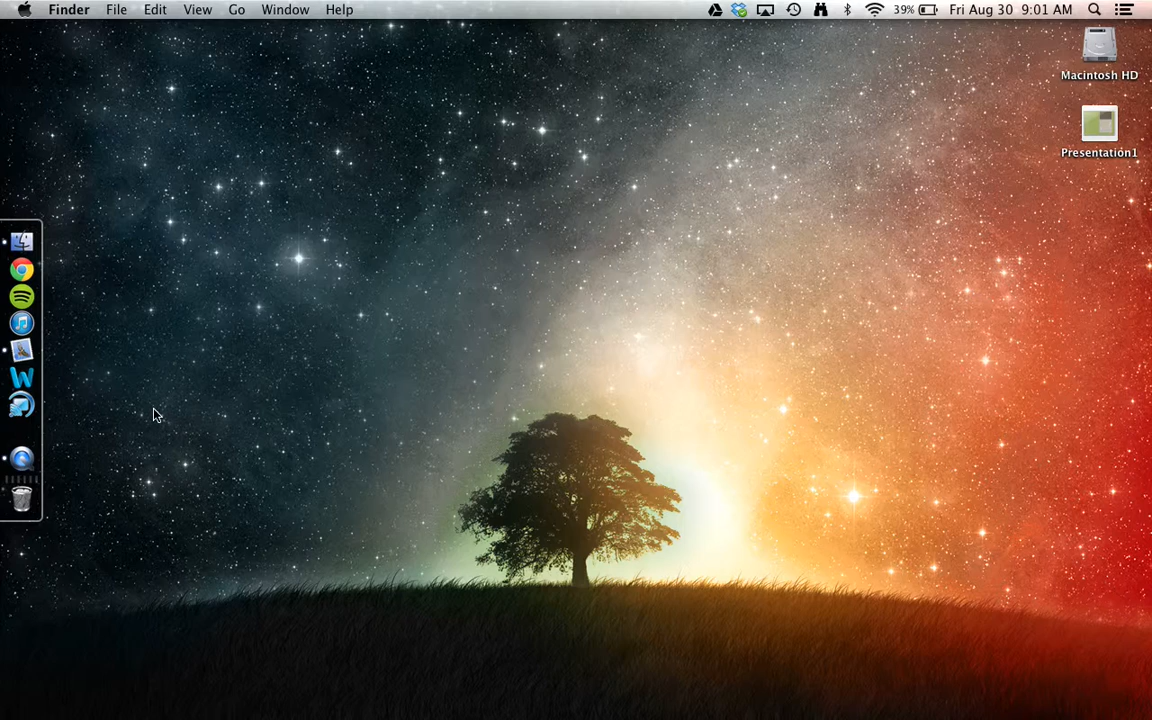 Finder File Edit View Go Window Help 39% Fri Aug 30 9:01 AM
Macintosh HD
Presentation1